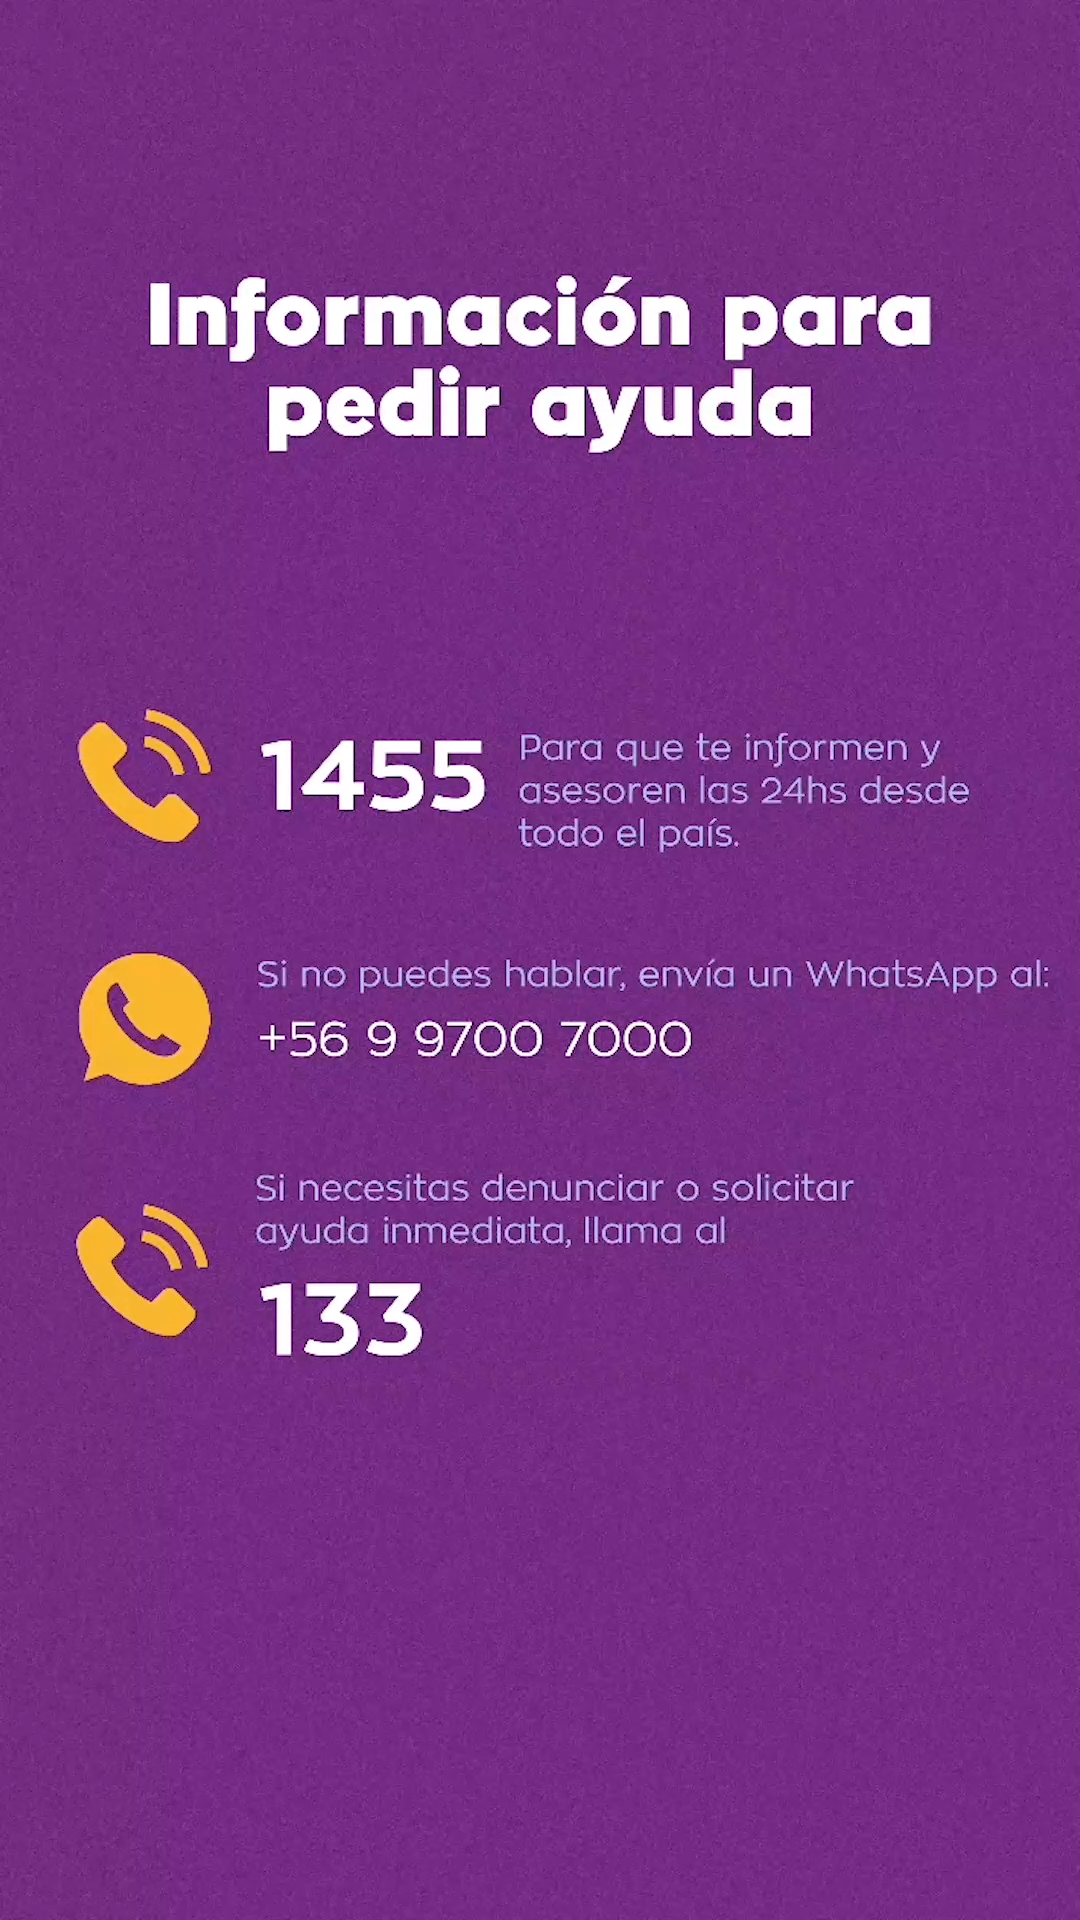 Información para
pedir ayuda
1455
Para que te informen y
asesoren las 24hs desde
todo el país.
Si no puedes hablar, envía un WhatsApp al:
+56 9 9700 7000
Si necesitas denunciar o solicitar
ayuda inmediata, llama al
133